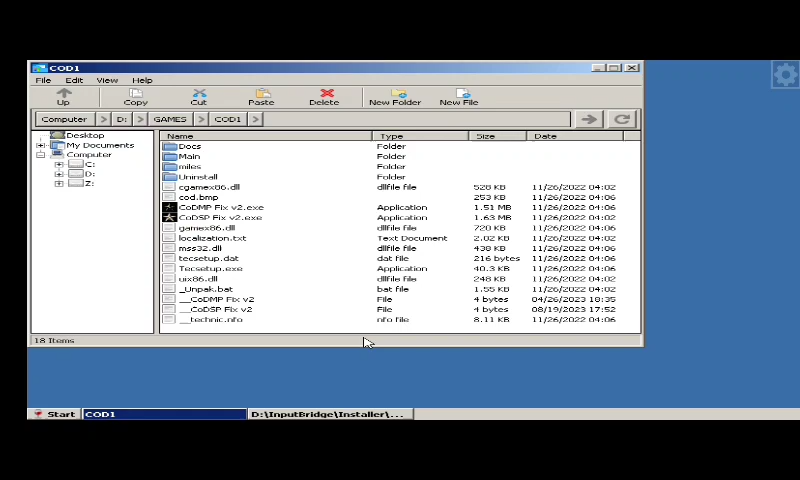 COD1
File Edit View Help
Up Copy Cut Paste Delete New Folder New File
Computer > D: > GAMES > COD1 >
Desktop
My Documents
Computer
C:
D:
Z:
Name Type Size Date
Docs Folder
Main Folder
miles Folder
Uninstall Folder
cgamex86.dll dllfile file 528 KB 11/26/2022 04:02
cod.bmp 253 KB 11/26/2022 04:06
CoDMP Fix v2.exe Application 1.51 MB 11/26/2022 04:02
CoDSP Fix v2.exe Application 1.63 MB 11/26/2022 04:02
gamex86.dll dllfile file 720 KB 11/26/2022 04:06
localization.txt Text Document 2.02 KB 11/26/2022 04:06
mss32.dll dllfile file 438 KB 11/26/2022 04:06
tecsetup.dat dat file 216 bytes 11/26/2022 04:02
Tecsetup.exe Application 40.3 KB 11/26/2022 04:06
uix86.dll dllfile file 248 KB 11/26/2022 04:02
_Unpak.bat bat file 1.55 KB 11/26/2022 04:02
__CoDMP Fix v2 File 4 bytes 04/26/2023 18:35
__CoDSP Fix v2 File 4 bytes 08/19/2023 17:52
__technic.nfo nfo file 8.11 KB 11/26/2022 04:06
18 Items
Start COD1 D:\InputBridge\Installer\...